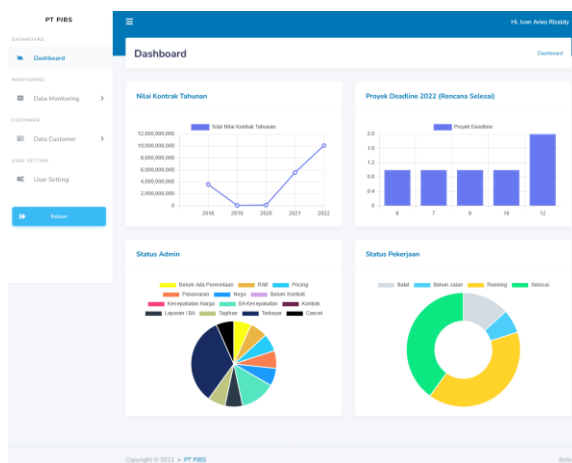 PT PJBS
Hi, Ivan Aries Rizaldy
DASHBOARD
Dashboard
Dashboard
Dashboard
MONITORING
Data Monitoring
CUSTOMER
Data Customer
USER SETTING
User Setting
Keluar
Nilai Kontrak Tahunan
Total Nilai Kontrak Tahunan
12,000,000,000
10,000,000,000
8,000,000,000
6,000,000,000
4,000,000,000
2,000,000,000
0
2018 2019 2020 2021 2022
Proyek Deadline 2022 (Rencana Selesai)
Proyek Deadline
2.0
1.6
1.2
0.8
0.4
0
6 7 9 10 12
Status Admin
Belum Ada Permintaan RAB Pricing
Penawaran Nego Belum Kontrak
Kesepakatan Harga BA Kesepakatan Kontrak
Laporan / BA Tagihan Terbayar Cancel
Status Pekerjaan
Batal Belum Jalan Running Selesai
Copyright © 2021 • PT PJBS
Beta